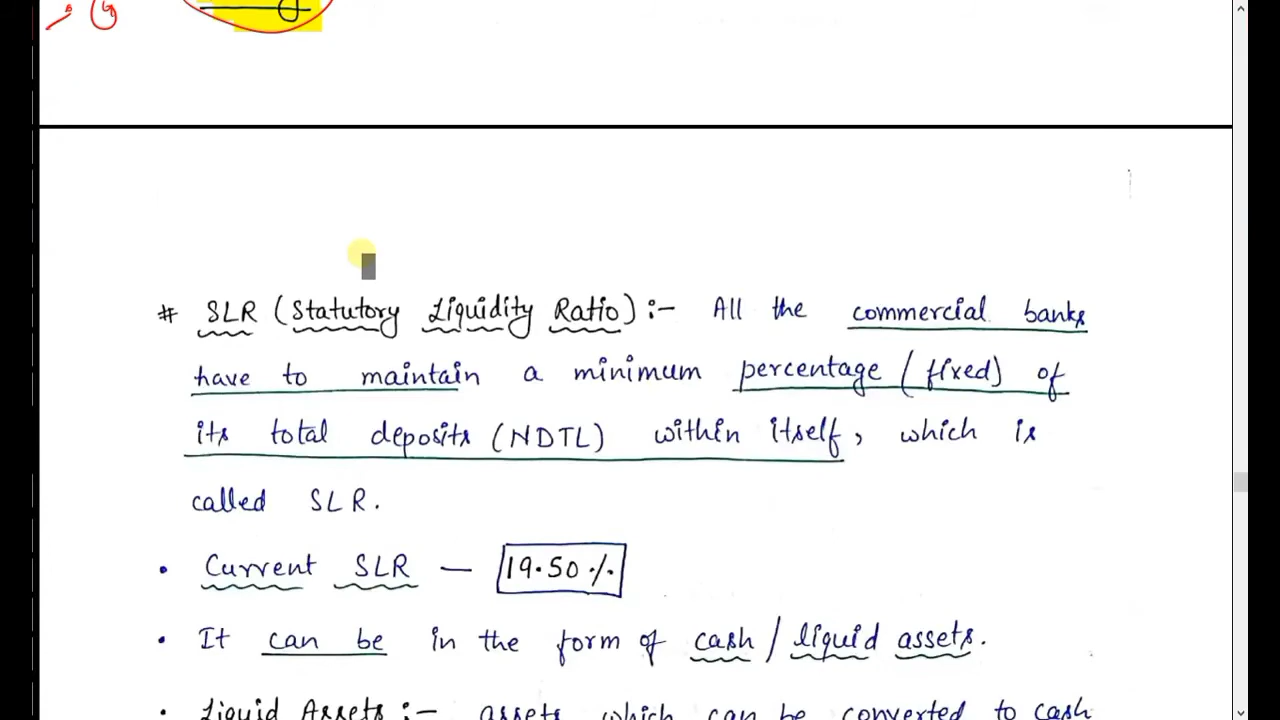 # SLR (Statutory Liquidity Ratio) :- All the commercial banks
have to maintain a minimum percentage (fixed) of
its total deposits (NDTL) within itself, which is
called SLR.
• Current SLR — 19.50 %.
• It can be in the form of cash / liquid assets.
• Liquid Assets :- assets which can be converted to cash